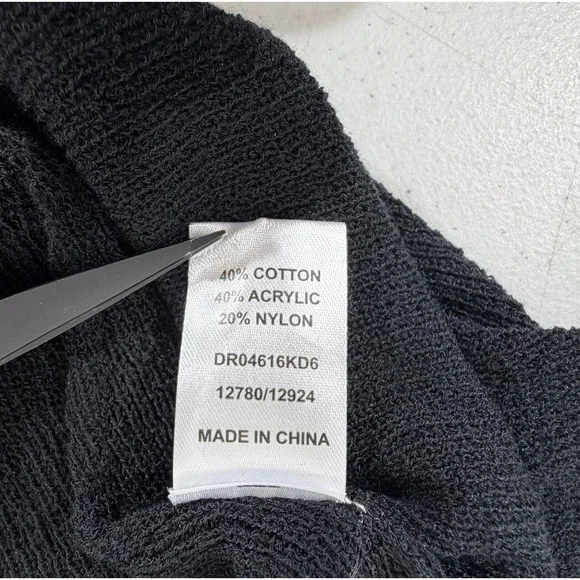 40% COTTON
40% ACRYLIC
20% NYLON
DR04616KD6
12780/12924
MADE IN CHINA